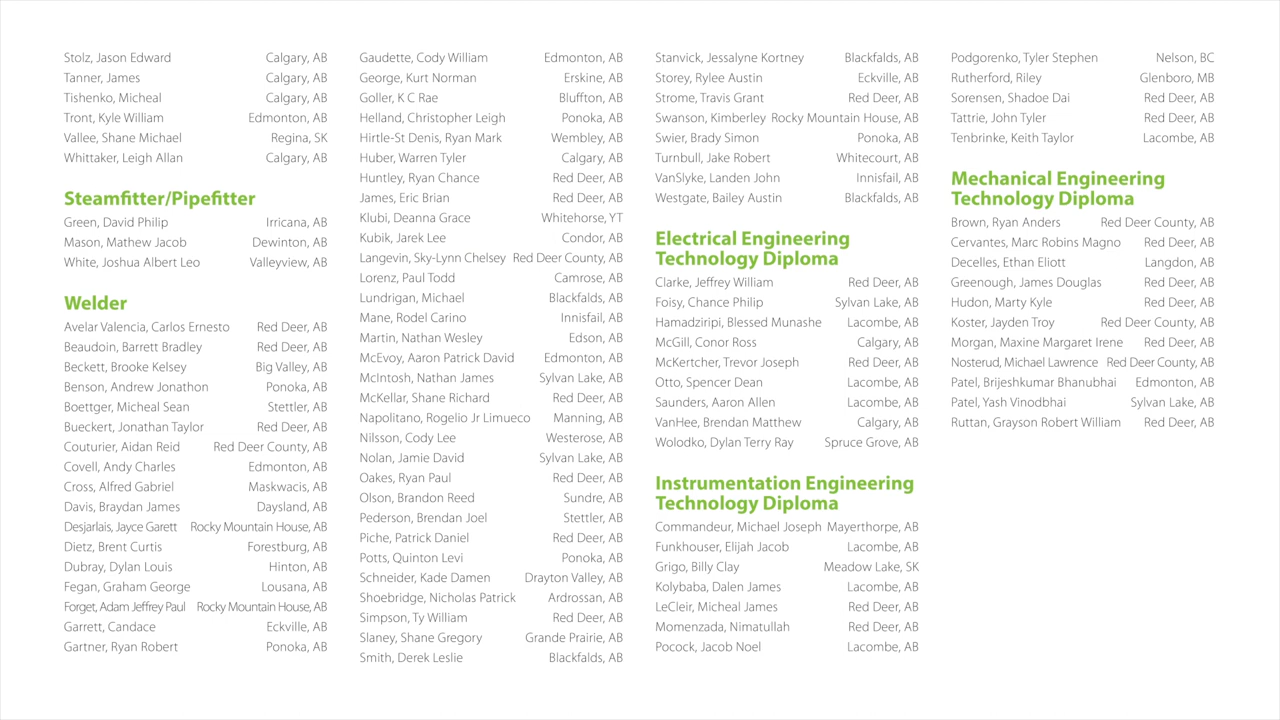 Stolz, Jason Edward Calgary, AB
Tanner, James Calgary, AB
Tishenko, Micheal Calgary, AB
Tront, Kyle William Edmonton, AB
Vallee, Shane Michael Regina, SK
Whittaker, Leigh Allan Calgary, AB
Steamfitter/Pipefitter
Green, David Philip Irricana, AB
Mason, Mathew Jacob Dewinton, AB
White, Joshua Albert Leo Valleyview, AB
Welder
Avelar Valencia, Carlos Ernesto Red Deer, AB
Beaudoin, Barrett Bradley Red Deer, AB
Beckett, Brooke Kelsey Big Valley, AB
Benson, Andrew Jonathon Ponoka, AB
Boettger, Micheal Sean Stettler, AB
Bueckert, Jonathan Taylor Red Deer, AB
Couturier, Aidan Reid Red Deer County, AB
Covell, Andy Charles Edmonton, AB
Cross, Alfred Gabriel Maskwacis, AB
Davis, Braydan James Daysland, AB
Desjarlais, Jayce Garett Rocky Mountain House, AB
Dietz, Brent Curtis Forestburg, AB
Dubray, Dylan Louis Hinton, AB
Fegan, Graham George Lousana, AB
Forget, Adam Jeffrey Paul Rocky Mountain House, AB
Garrett, Candace Eckville, AB
Gartner, Ryan Robert Ponoka, AB
Gaudette, Cody William Edmonton, AB
George, Kurt Norman Erskine, AB
Goller, K C Rae Bluffton, AB
Helland, Christopher Leigh Ponoka, AB
Hirtle-St Denis, Ryan Mark Wembley, AB
Huber, Warren Tyler Calgary, AB
Huntley, Ryan Chance Red Deer, AB
James, Eric Brian Red Deer, AB
Klubi, Deanna Grace Whitehorse, YT
Kubik, Jarek Lee Condor, AB
Langevin, Sky-Lynn Chelsey Red Deer County, AB
Lorenz, Paul Todd Camrose, AB
Lundrigan, Michael Blackfalds, AB
Mane, Rodel Carino Innisfail, AB
Martin, Nathan Wesley Edson, AB
McEvoy, Aaron Patrick David Edmonton, AB
McIntosh, Nathan James Sylvan Lake, AB
McKellar, Shane Richard Red Deer, AB
Napolitano, Rogelio Jr Limueco Manning, AB
Nilsson, Cody Lee Westerose, AB
Nolan, Jamie David Sylvan Lake, AB
Oakes, Ryan Paul Red Deer, AB
Olson, Brandon Reed Sundre, AB
Pederson, Brendan Joel Stettler, AB
Piche, Patrick Daniel Red Deer, AB
Potts, Quinton Levi Ponoka, AB
Schneider, Kade Damen Drayton Valley, AB
Shoebridge, Nicholas Patrick Ardrossan, AB
Simpson, Ty William Red Deer, AB
Slaney, Shane Gregory Grande Prairie, AB
Smith, Derek Leslie Blackfalds, AB
Stanvick, Jessalyne Kortney Blackfalds, AB
Storey, Rylee Austin Eckville, AB
Strome, Travis Grant Red Deer, AB
Swanson, Kimberley Rocky Mountain House, AB
Swier, Brady Simon Ponoka, AB
Turnbull, Jake Robert Whitecourt, AB
VanSlyke, Landen John Innisfail, AB
Westgate, Bailey Austin Blackfalds, AB
Electrical Engineering
Technology Diploma
Clarke, Jeffrey William Red Deer, AB
Foisy, Chance Philip Sylvan Lake, AB
Hamadziripi, Blessed Munashe Lacombe, AB
McGill, Conor Ross Calgary, AB
McKertcher, Trevor Joseph Red Deer, AB
Otto, Spencer Dean Lacombe, AB
Saunders, Aaron Allen Lacombe, AB
VanHee, Brendan Matthew Calgary, AB
Wolodko, Dylan Terry Ray Spruce Grove, AB
Instrumentation Engineering
Technology Diploma
Commandeur, Michael Joseph Mayerthorpe, AB
Funkhouser, Elijah Jacob Lacombe, AB
Grigo, Billy Clay Meadow Lake, SK
Kolybaba, Dalen James Lacombe, AB
LeCleir, Micheal James Red Deer, AB
Momenzada, Nimatullah Red Deer, AB
Pocock, Jacob Noel Lacombe, AB
Podgorenko, Tyler Stephen Nelson, BC
Rutherford, Riley Glenboro, MB
Sorensen, Shadoe Dai Red Deer, AB
Tattrie, John Tyler Red Deer, AB
Tenbrinke, Keith Taylor Lacombe, AB
Mechanical Engineering
Technology Diploma
Brown, Ryan Anders Red Deer County, AB
Cervantes, Marc Robins Magno Red Deer, AB
Decelles, Ethan Eliott Langdon, AB
Greenough, James Douglas Red Deer, AB
Hudon, Marty Kyle Red Deer, AB
Koster, Jayden Troy Red Deer County, AB
Morgan, Maxine Margaret Irene Red Deer, AB
Nosterud, Michael Lawrence Red Deer County, AB
Patel, Brijeshkumar Bhanubhai Edmonton, AB
Patel, Yash Vinodbhai Sylvan Lake, AB
Ruttan, Grayson Robert William Red Deer, AB